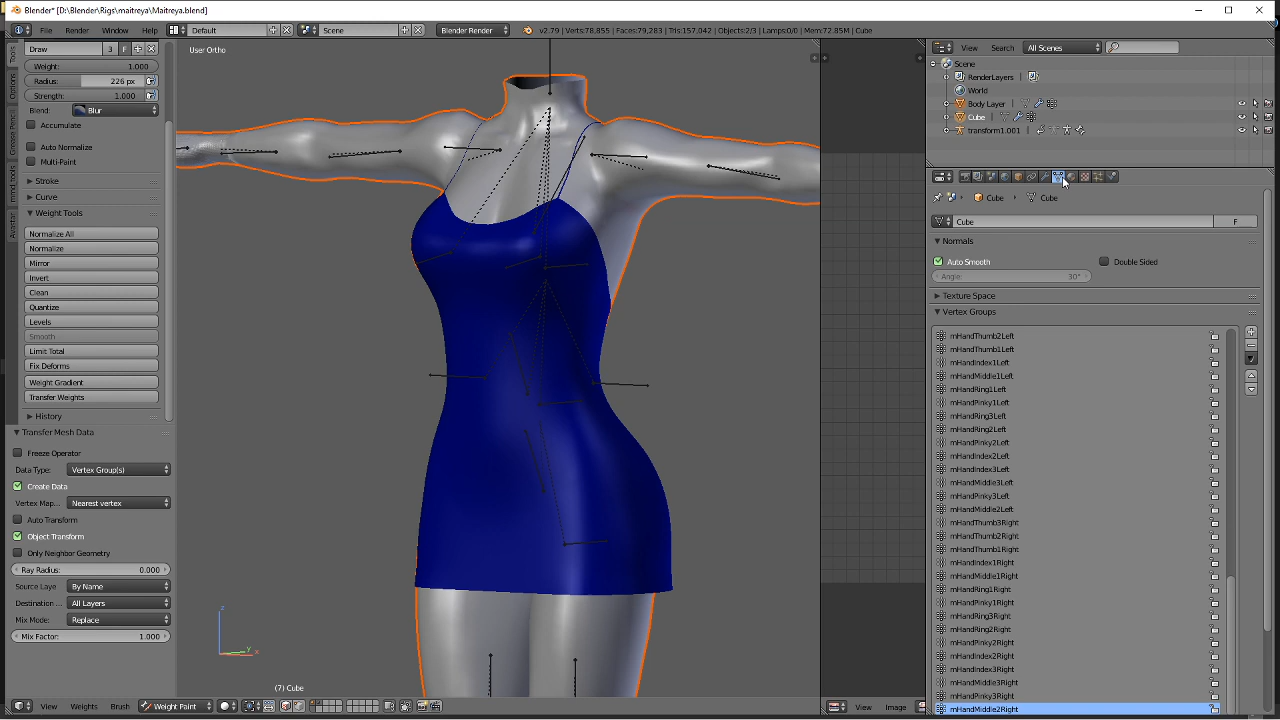 Blender* [D:\Blender\Rigs\maitreya\Maitreya.blend]
File Render Window Help Default Scene Blender Render v2.79 | Verts:78,855 | Faces:79,283 | Tris:157,042 | Objects:2/3 | Lamps:0/0 | Mem:72.85M | Cube
Draw 3 F
Weight: 1.000
Radius: 226 px
Strength: 1.000
Blend: Blur
Accumulate
Auto Normalize
Multi-Paint
Stroke
Curve
Weight Tools
Normalize All
Normalize
Mirror
Invert
Clean
Quantize
Levels
Smooth
Limit Total
Fix Deforms
Weight Gradient
Transfer Weights
History
Tools
Options
Grease Pencil
Avastar
Transfer Mesh Data
Freeze Operator
Data Type: Vertex Group(s)
Create Data
Vertex Map... Nearest vertex
Auto Transform
Object Transform
Only Neighbor Geometry
Ray Radius: 0.000
Source Laye By Name
Destination ... All Layers
Mix Mode: Replace
Mix Factor: 1.000
User Ortho
z
y
x
(7) Cube
View Weights Brush Weight Paint
View Image
View Search All Scenes
Scene
RenderLayers
World
Body Layer
Cube
transform1.001
Cube Cube
Cube F
Normals
Auto Smooth Double Sided
Angle: 30°
Texture Space
Vertex Groups
mHandThumb2Left
mHandThumb1Left
mHandIndex1Left
mHandMiddle1Left
mHandRing1Left
mHandPinky1Left
mHandRing3Left
mHandRing2Left
mHandPinky2Left
mHandIndex2Left
mHandIndex3Left
mHandMiddle3Left
mHandPinky3Left
mHandMiddle2Left
mHandThumb3Right
mHandThumb2Right
mHandThumb1Right
mHandIndex1Right
mHandMiddle1Right
mHandRing1Right
mHandPinky1Right
mHandRing3Right
mHandRing2Right
mHandPinky2Right
mHandIndex2Right
mHandIndex3Right
mHandMiddle3Right
mHandPinky3Right
mHandMiddle2Right